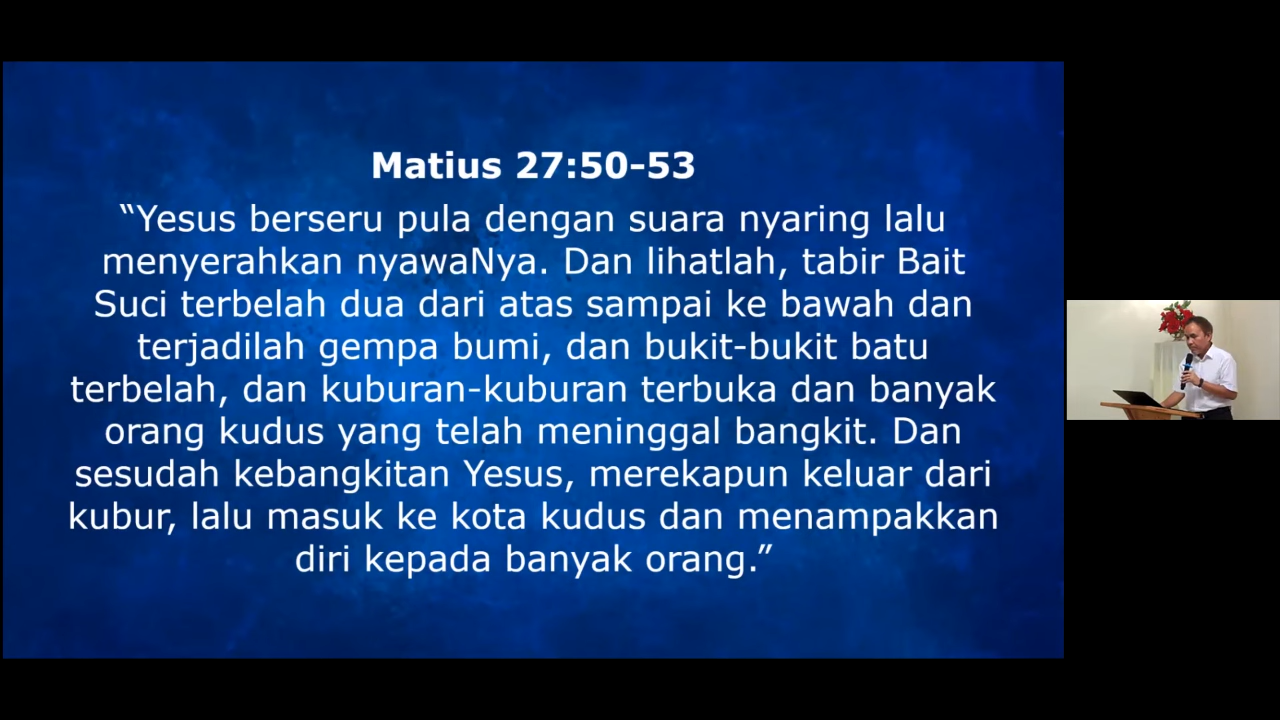 Matius 27:50-53
“Yesus berseru pula dengan suara nyaring lalu
menyerahkan nyawaNya. Dan lihatlah, tabir Bait
Suci terbelah dua dari atas sampai ke bawah dan
terjadilah gempa bumi, dan bukit-bukit batu
terbelah, dan kuburan-kuburan terbuka dan banyak
orang kudus yang telah meninggal bangkit. Dan
sesudah kebangkitan Yesus, merekapun keluar dari
kubur, lalu masuk ke kota kudus dan menampakkan
diri kepada banyak orang.”